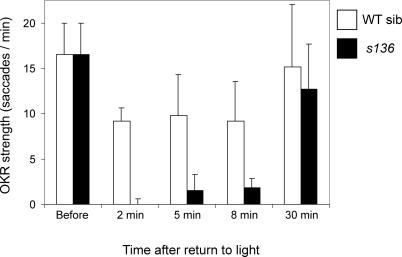 WT sib
s136
OKR strength (saccades / min)
20
15
10
5
0
Before 2 min 5 min 8 min 30 min
Time after return to light